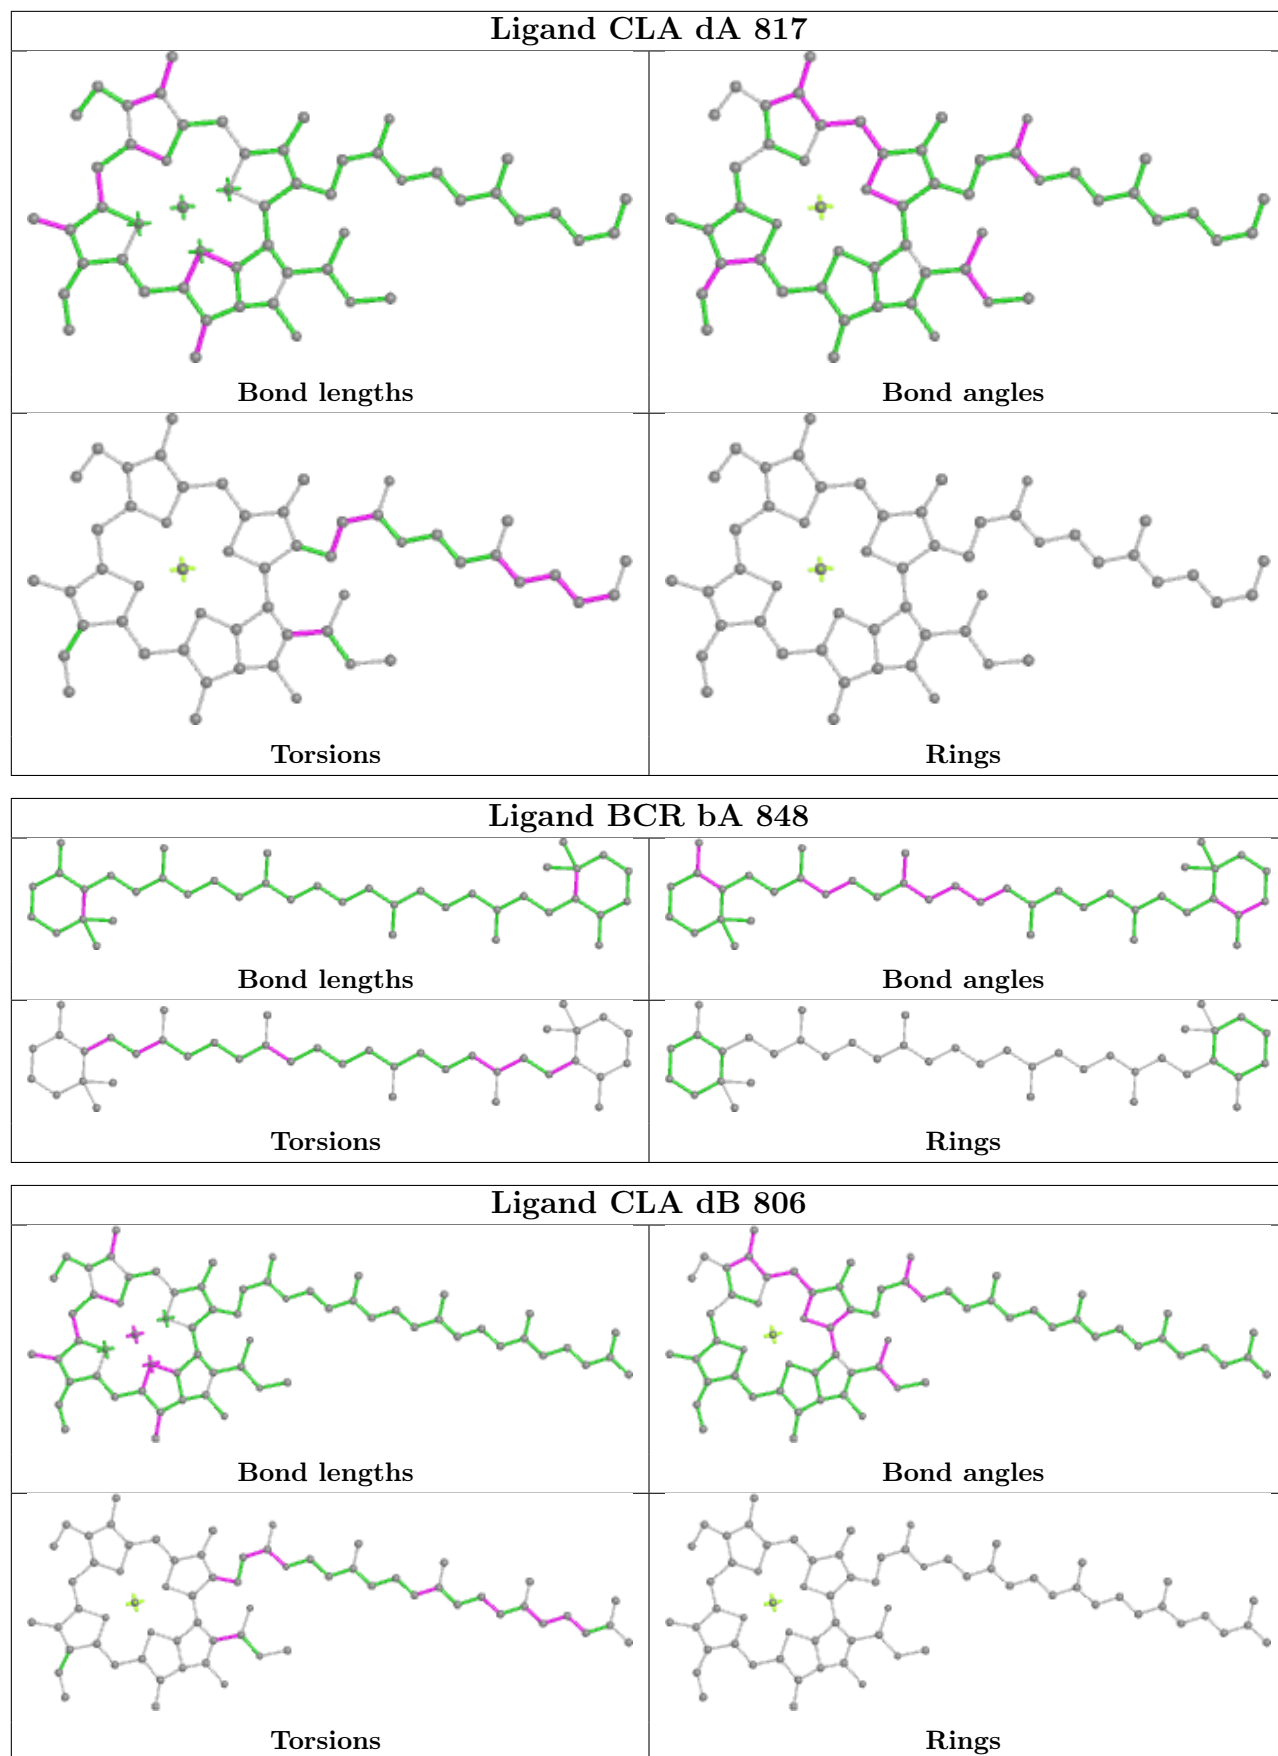 Ligand CLA dA 817
Bond lengths
Bond angles
Torsions
Rings
Ligand BCR bA 848
Bond lengths
Bond angles
Torsions
Rings
Ligand CLA dB 806
Bond lengths
Bond angles
Torsions
Rings